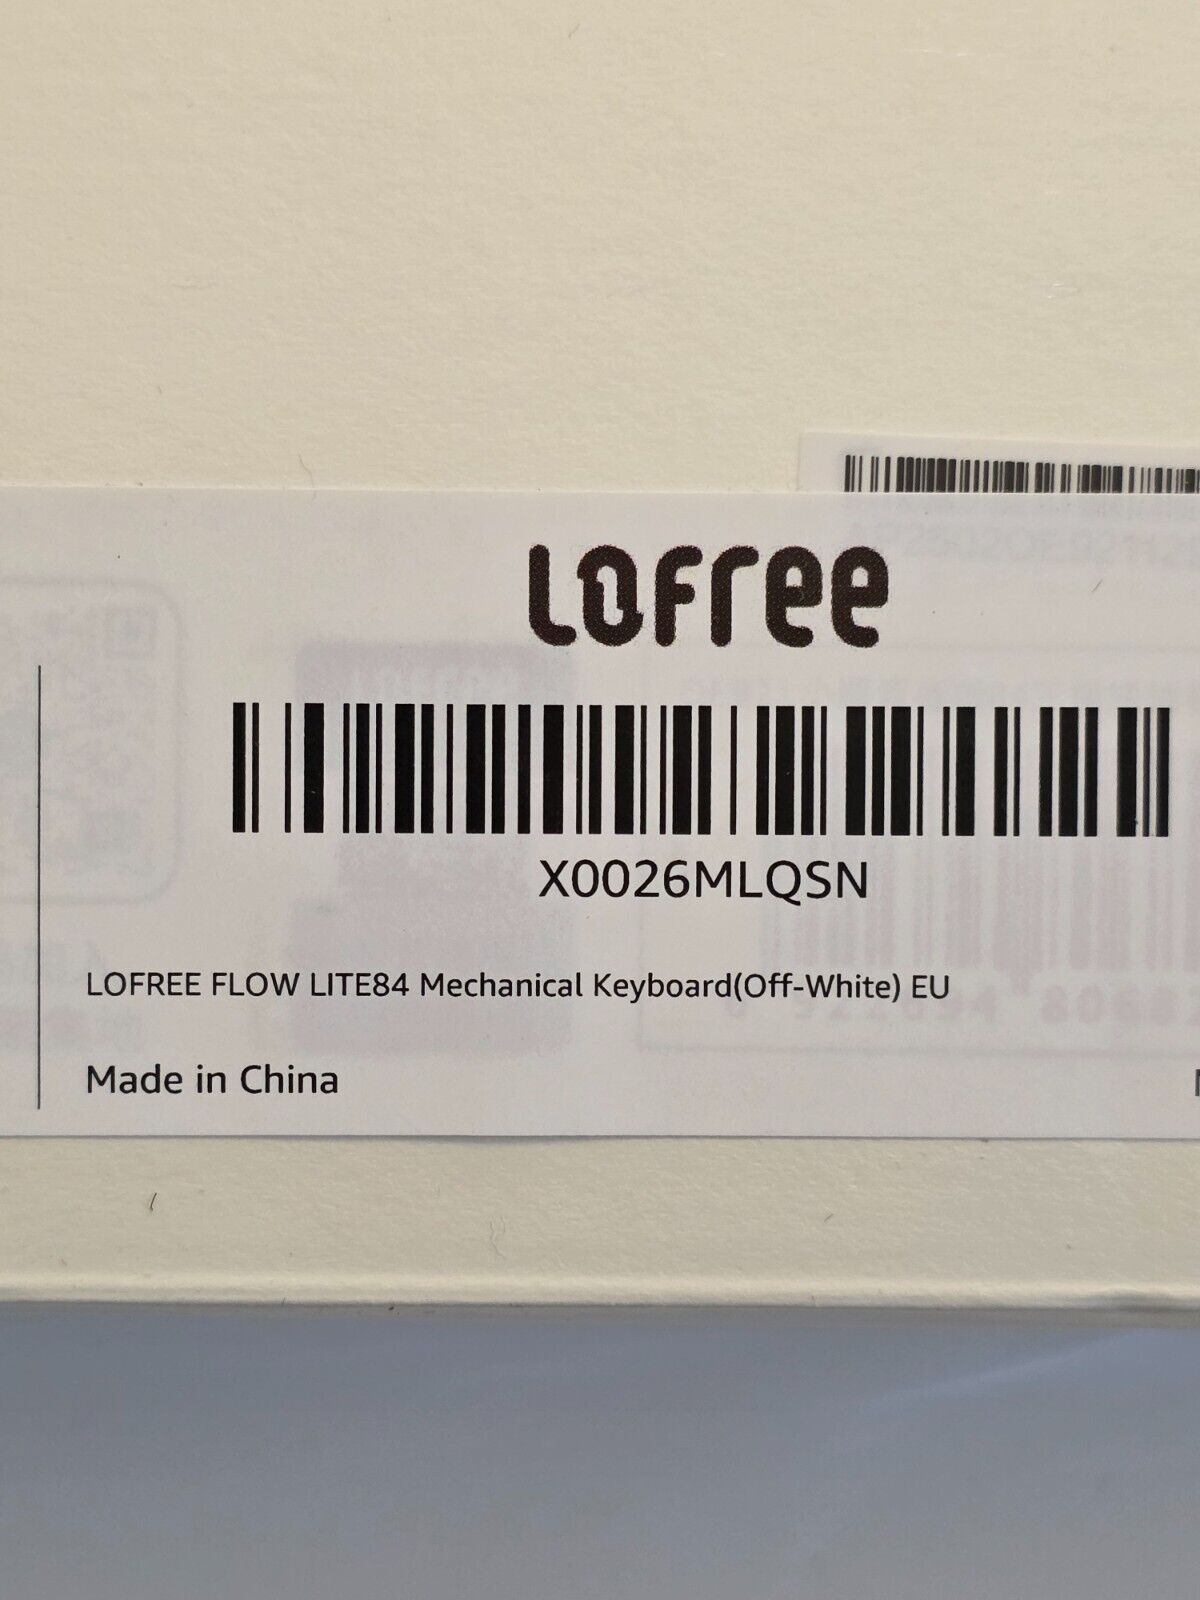 Lofree
X0026MLQSN
LOFREE FLOW LITE84 Mechanical Keyboard(Off-White) EU
Made in China